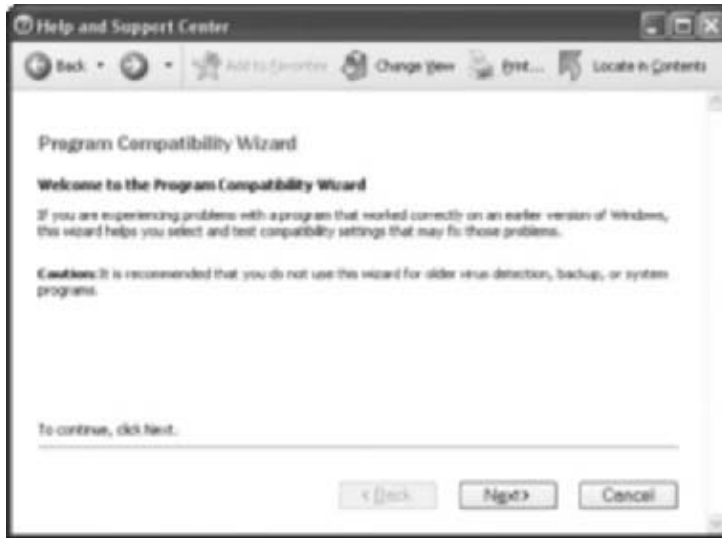 Help and Support Center
Back Add to Favorites Change View Print... Locate in Contents
Program Compatibility Wizard
Welcome to the Program Compatibility Wizard
If you are experiencing problems with a program that worked correctly on an earlier version of Windows,
this wizard helps you select and test compatibility settings that may fix those problems.
Caution: It is recommended that you do not use this wizard for older virus detection, backup, or system
programs.
To continue, click Next.
< Back Next > Cancel